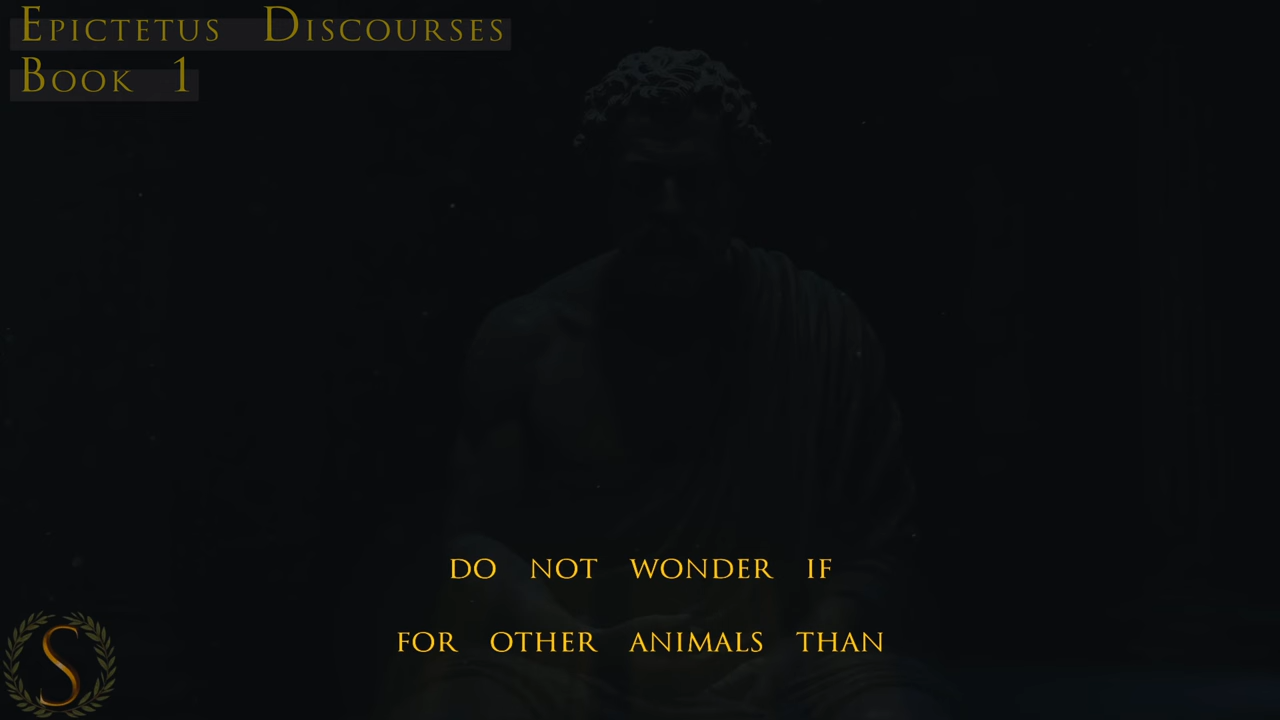 Epictetus Discourses
Book 1
DO NOT WONDER IF
FOR OTHER ANIMALS THAN
S